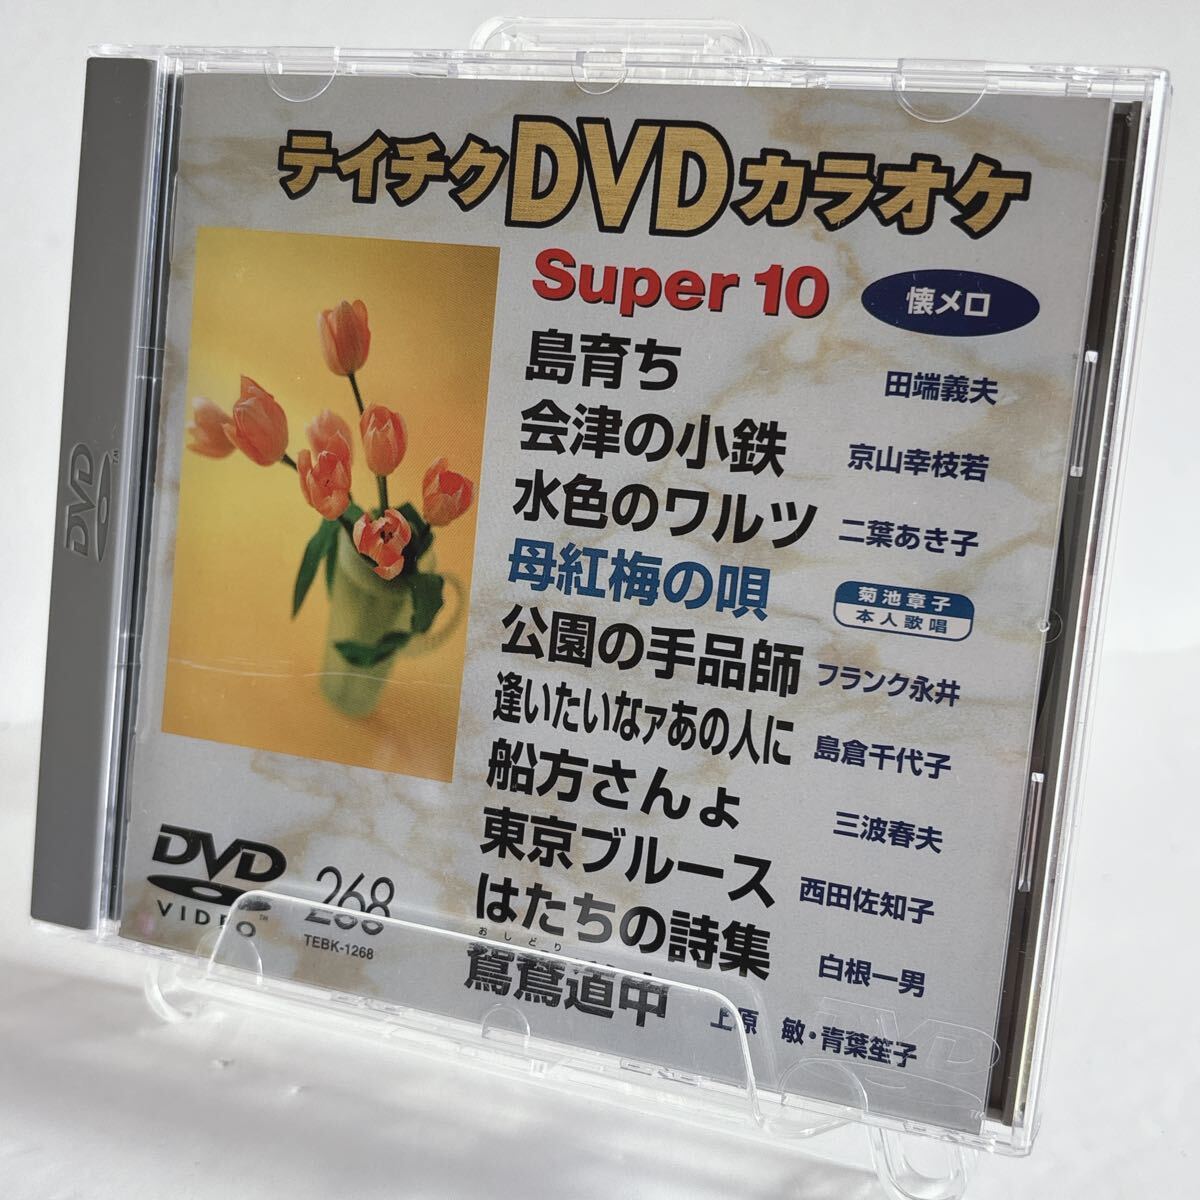 テイチクDVDカラオケ
Super 10 懐メロ
島育ち 田端義夫
会津の小鉄 京山幸枝若
水色のワルツ 二葉あき子
母紅梅の唄 菊池章子
本人歌唱
公園の手品師 フランク永井
逢いたいなァあの人に 島倉千代子
船方さんよ 三波春夫
東京ブルース 西田佐知子
はたちの詩集 白根一男
おしどり
鴛鴦道中 上原 敏・青葉笙子
DVD
VIDEO TM
268
TEBK-1268
DVD TM
DVD TM